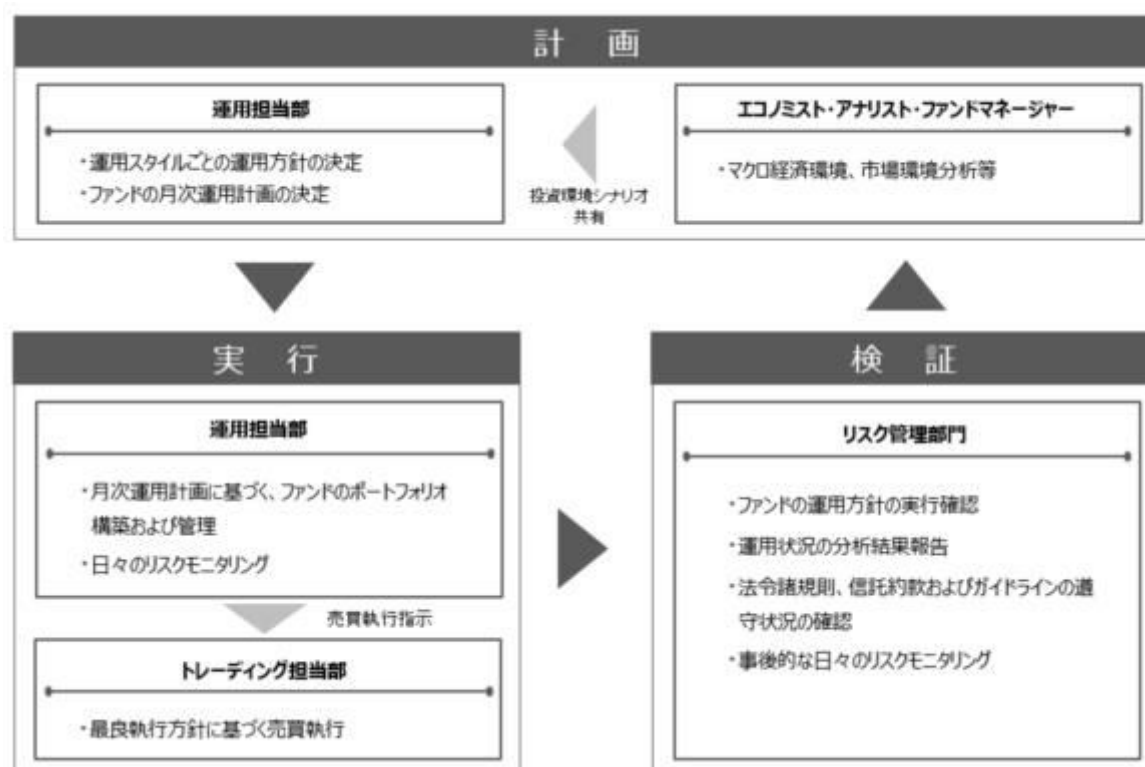 計 画
運用担当部
・運用スタイルごとの運用方針の決定
・ファンドの月次運用計画の決定
投資環境シナリオ
共有
エコノミスト・アナリスト・ファンドマネージャー
・マクロ経済環境、市場環境分析等
実 行
運用担当部
・月次運用計画に基づく、ファンドのポートフォリオ
構築および管理
・日々のリスクモニタリング
売買執行指示
トレーディング担当部
・最良執行方針に基づく売買執行
検 証
リスク管理部門
・ファンドの運用方針の実行確認
・運用状況の分析結果報告
・法令諸規則、信託約款およびガイドラインの遵
守状況の確認
・事後的な日々のリスクモニタリング